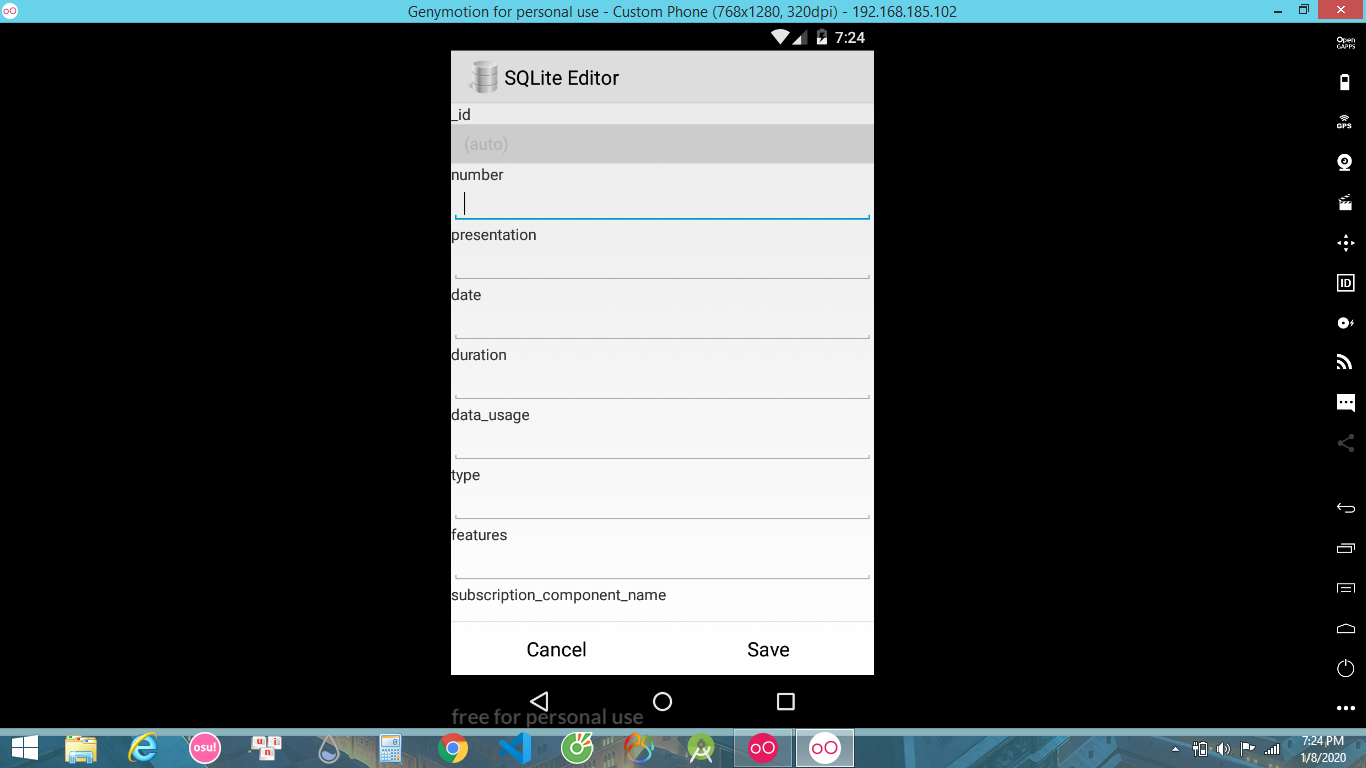 Genymotion for personal use - Custom Phone (768x1280, 320dpi) - 192.168.185.102
7:24
Open
GAPPS
SQLite Editor
_id
(auto)
GPS
number
presentation
ID
date
duration
data_usage
type
features
subscription_component_name
Cancel
Save
free for personal use
osu!
u
i
n
7:24 PM
1/8/2020